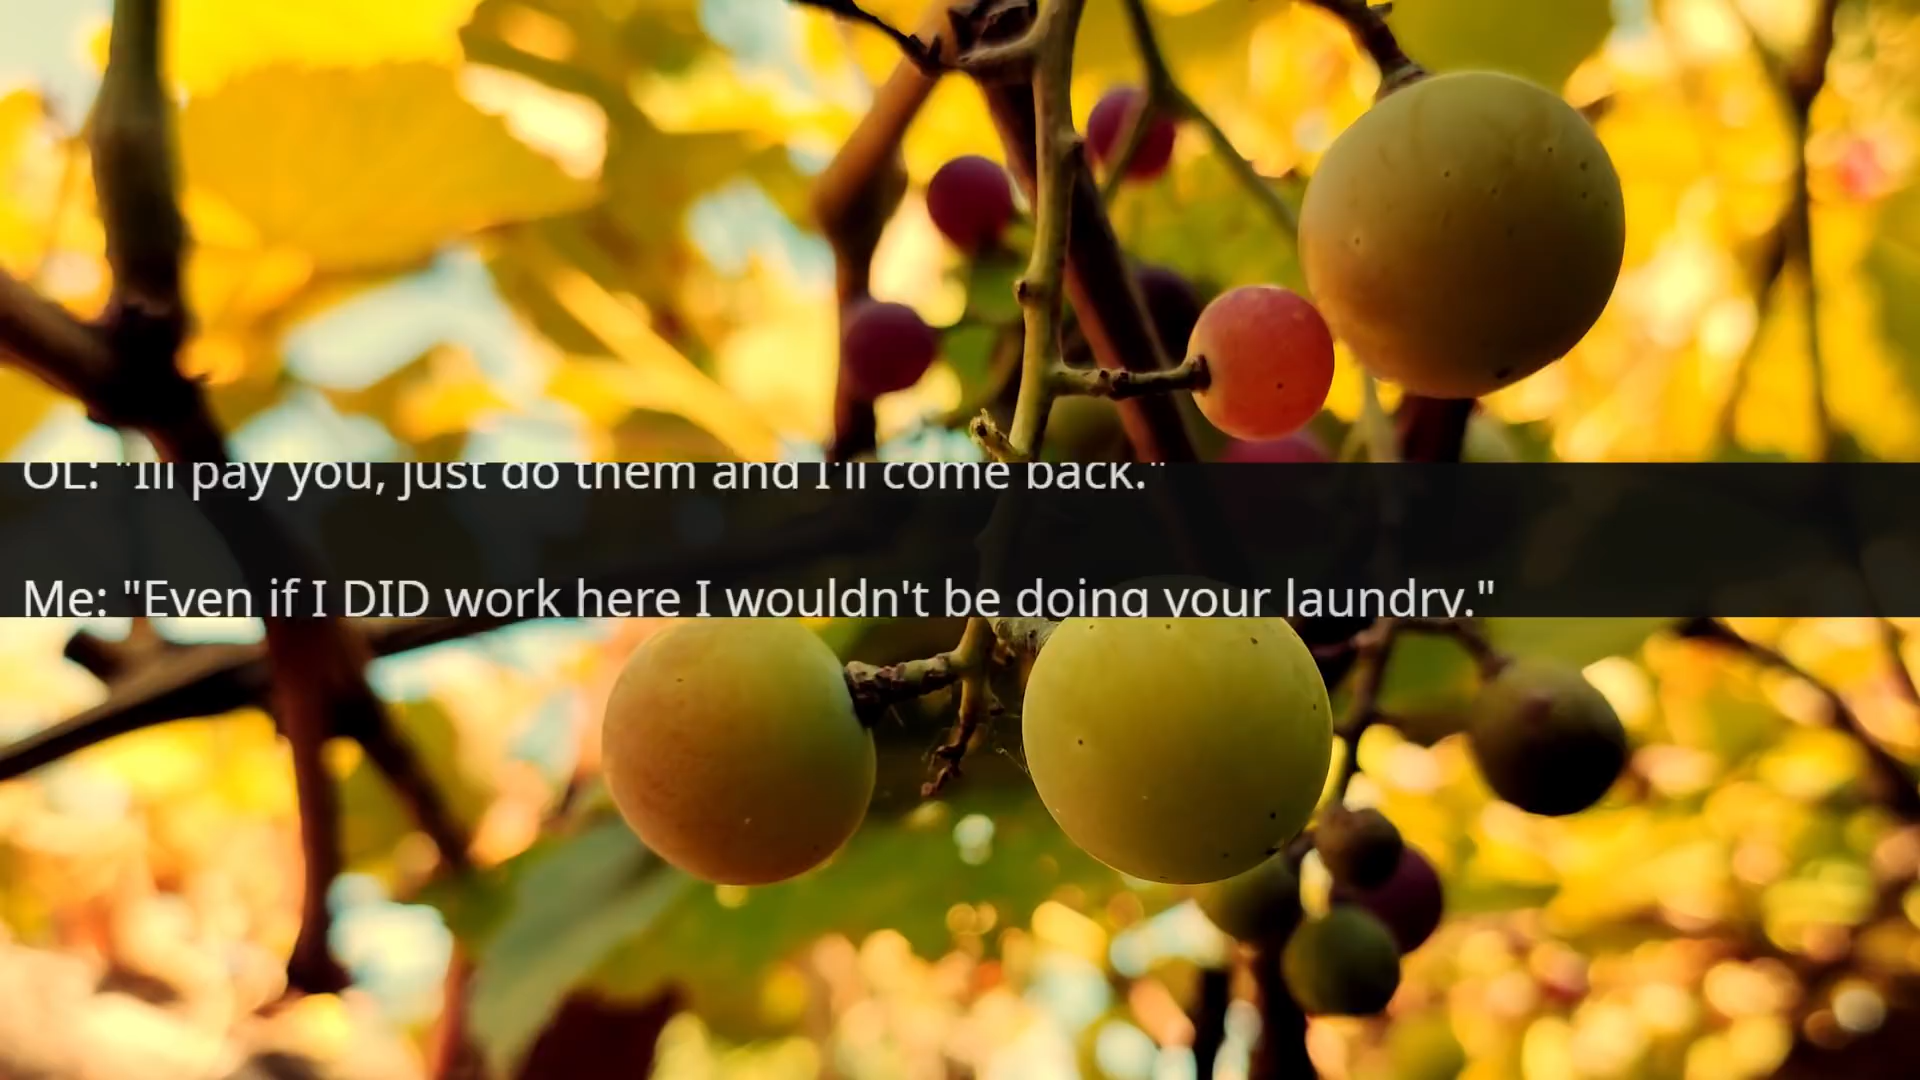 OL: "Ill pay you, just do them and I'll come back."
Me: "Even if I DID work here I wouldn't be doing your laundry."